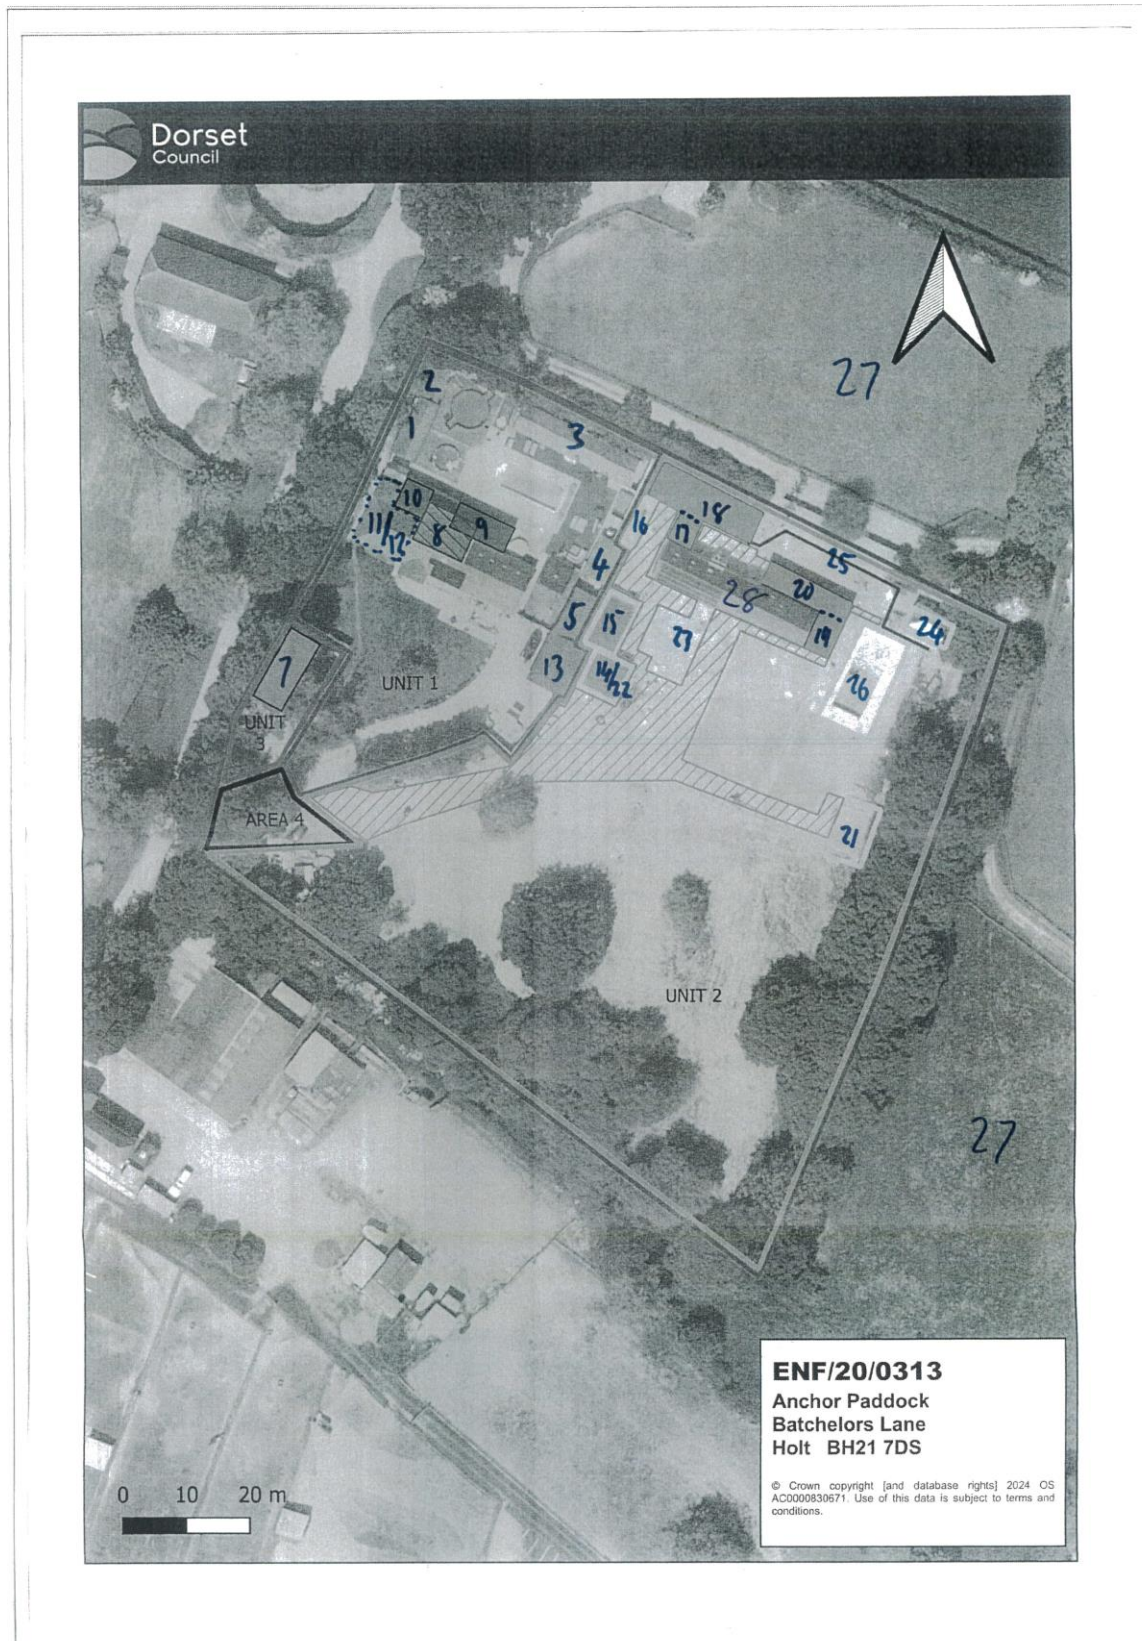 Dorset
Council
27
2
1
3
10
11/12
8
9
16
17
18
4
25
20
28
5
15
19
24
23
13
14/22
26
7
UNIT 1
UNIT
3
AREA 4
21
UNIT 2
27
ENF/20/0313
Anchor Paddock
Batchelors Lane
Holt BH21 7DS
0 10 20 m
© Crown copyright [and database rights] 2024 OS
AC0000830671. Use of this data is subject to terms and
conditions.